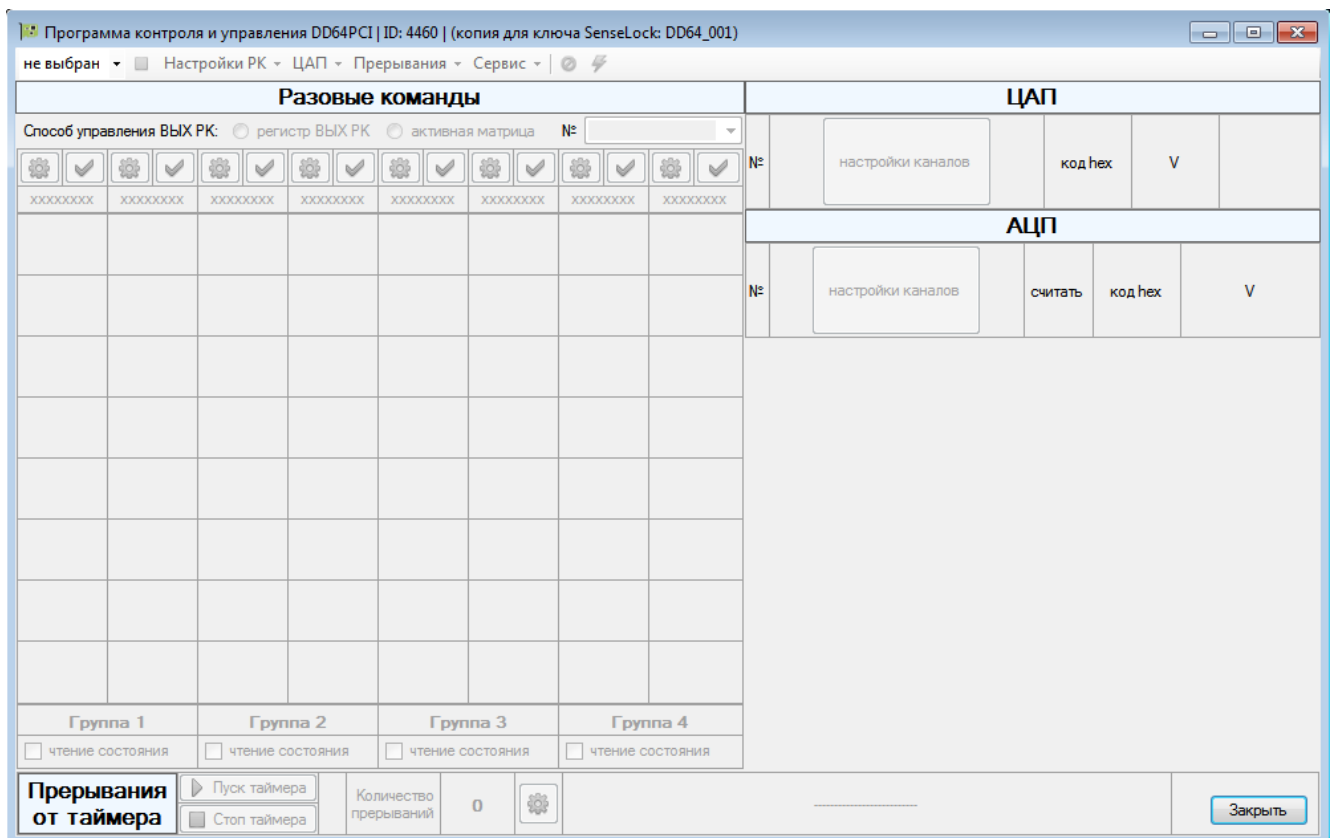 Программа контроля и управления DD64PCI | ID: 4460 | (копия для ключа SenseLock: DD64_001)
не выбран Настройки РК ЦАП Прерывания Сервис
Разовые команды
Способ управления ВЫХ РК: регистр ВЫХ РК активная матрица №
xxxxxxxx xxxxxxxx xxxxxxxx xxxxxxxx xxxxxxxx xxxxxxxx xxxxxxxx xxxxxxxx
Группа 1 Группа 2 Группа 3 Группа 4
чтение состояния чтение состояния чтение состояния чтение состояния
ЦАП
№ настройки каналов код hex V
АЦП
№ настройки каналов считать код hex V
Прерывания
от таймера
Пуск таймера
Стоп таймера
Количество
прерываний
0
--------------------------
Закрыть